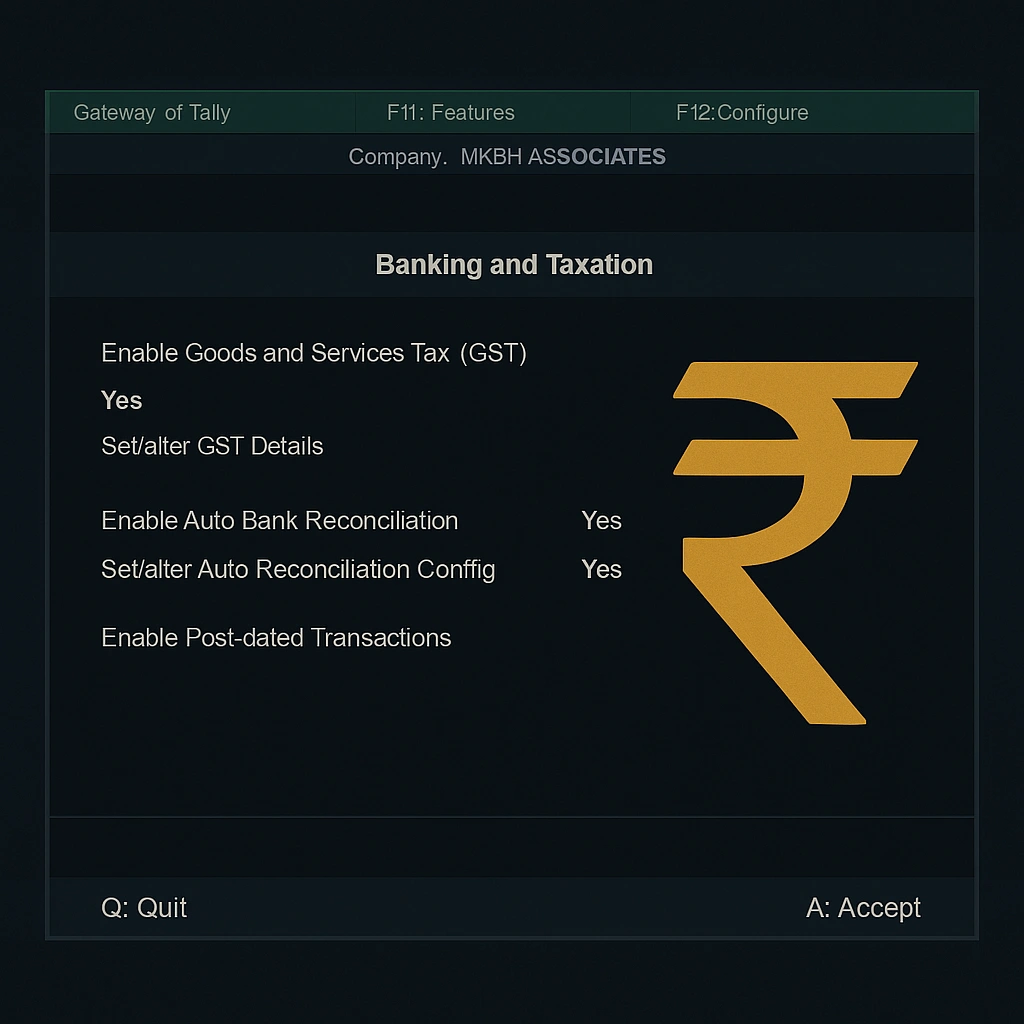 Gateway of Tally F11: Features F12:Configure
Company. MKBH ASSOCIATES
Banking and Taxation
Enable Goods and Services Tax (GST)
Yes
Set/alter GST Details
Enable Auto Bank Reconciliation Yes
Set/alter Auto Reconciliation Conffig Yes
Enable Post-dated Transactions
₹
Q: Quit A: Accept